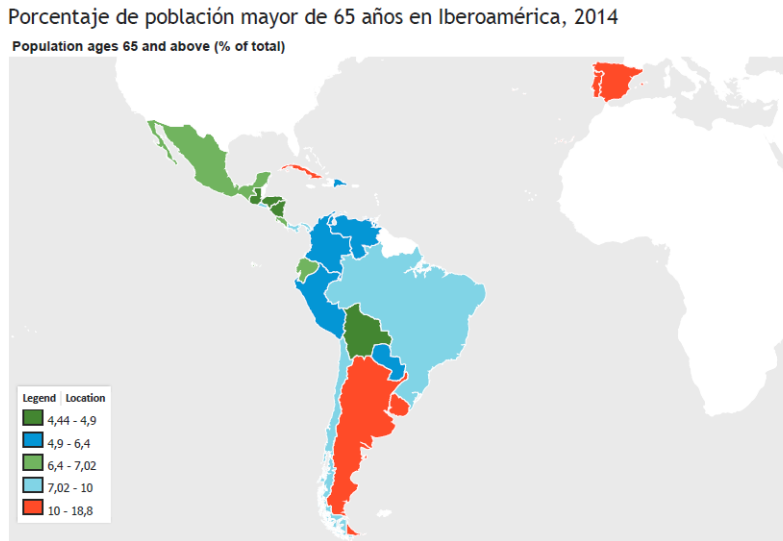 Porcentaje de población mayor de 65 años en Iberoamérica, 2014
Population ages 65 and above (% of total)
Legend Location
4,44 - 4,9
4,9 - 6,4
6,4 - 7,02
7,02 - 10
10 - 18,8